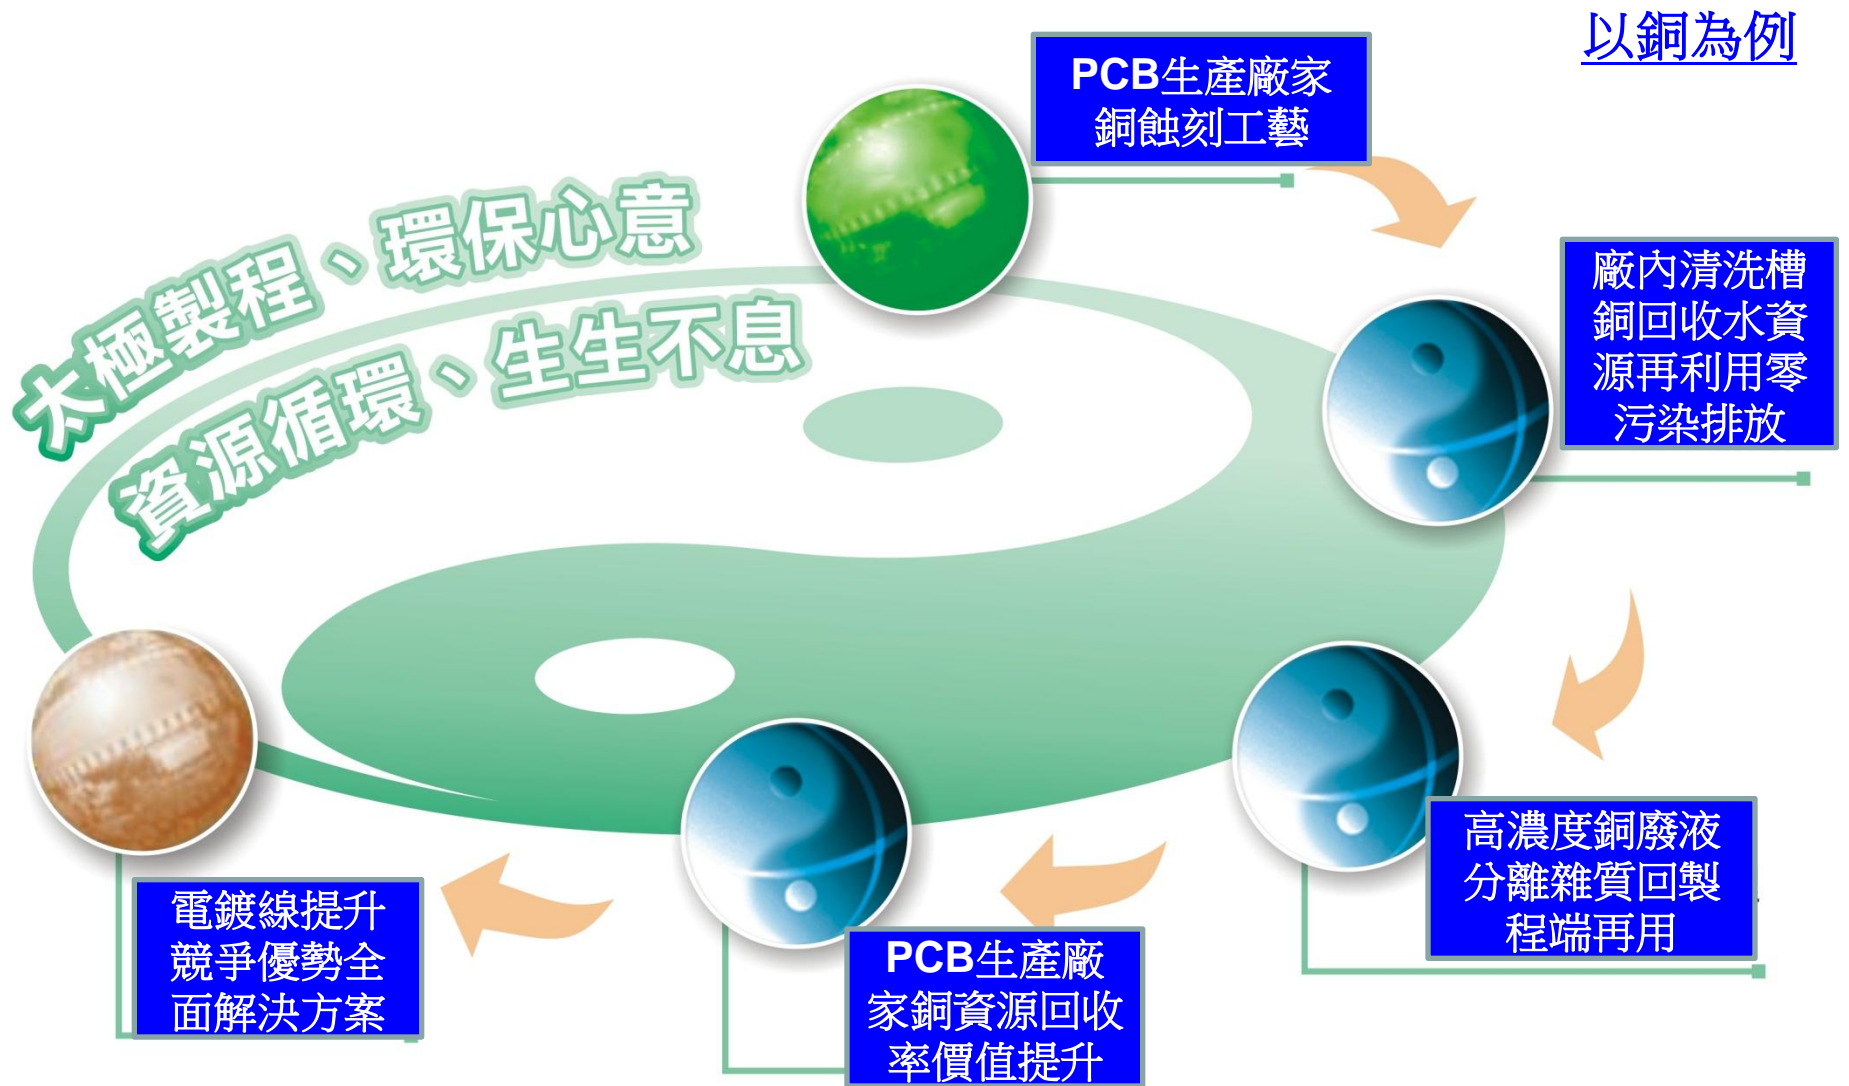 以銅為例
PCB生產廠家
銅蝕刻工藝
太極製程、環保心意
資源循環、生生不息
廠內清洗槽
銅回收水資
源再利用零
污染排放
高濃度銅廢液
分離雜質回製
程端再用
PCB生產廠
家銅資源回收
率價值提升
電鍍線提升
競爭優勢全
面解決方案